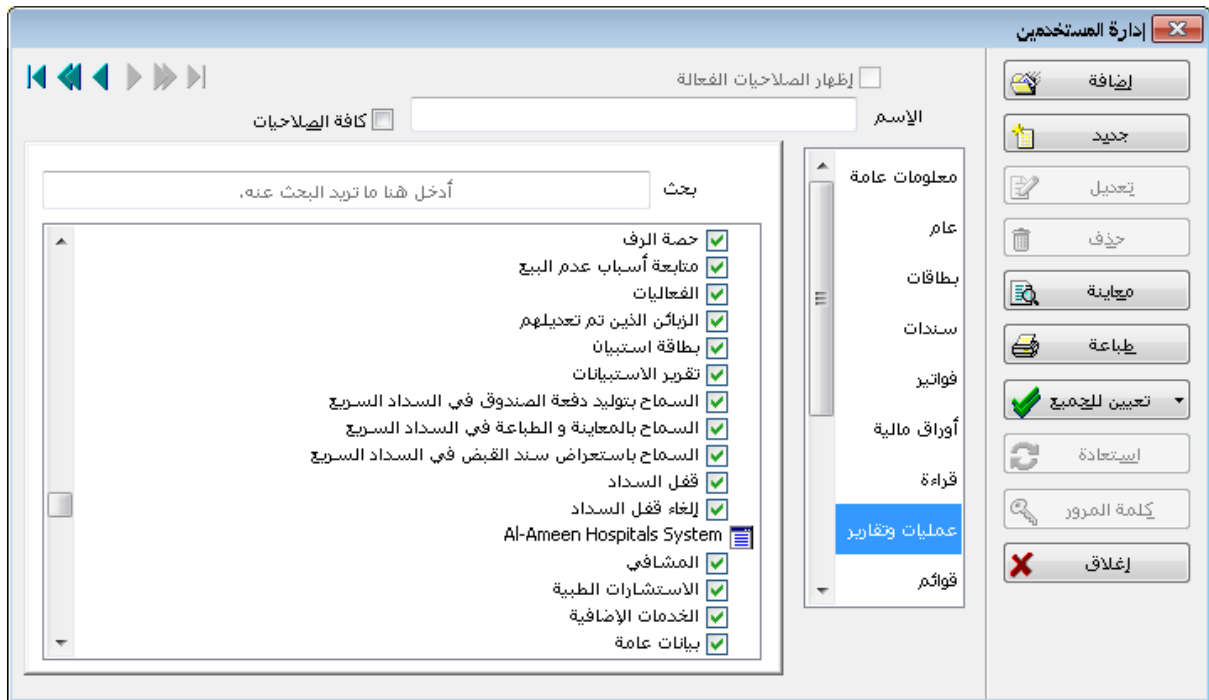 إدارة المستخدمين
إضافة
جديد
تعديل
حذف
معاينة
طباعة
تعيين للجميع
استعادة
كلمة المرور
إغلاق
إظهار الصلاحيات الفعالة
الإسم
كافة الصلاحيات
معلومات عامة
عام
بطاقات
سندات
فواتير
أوراق مالية
قراءة
عمليات وتقارير
قوائم
بحث
أدخل هنا ما تريد البحث عنه.
حصة الرف
متابعة أسباب عدم البيع
الفعاليات
الزبائن الذين تم تعديلهم
بطاقة استبيان
تقرير الاستبيانات
السماح بتوليد دفعة الصندوق في السداد السريع
السماح بالمعاينة و الطباعة في السداد السريع
السماح باستعراض سند القبض في السداد السريع
قفل السداد
إلغاء قفل السداد
Al-Ameen Hospitals System
المشافي
الاستشارات الطبية
الخدمات الإضافية
بيانات عامة